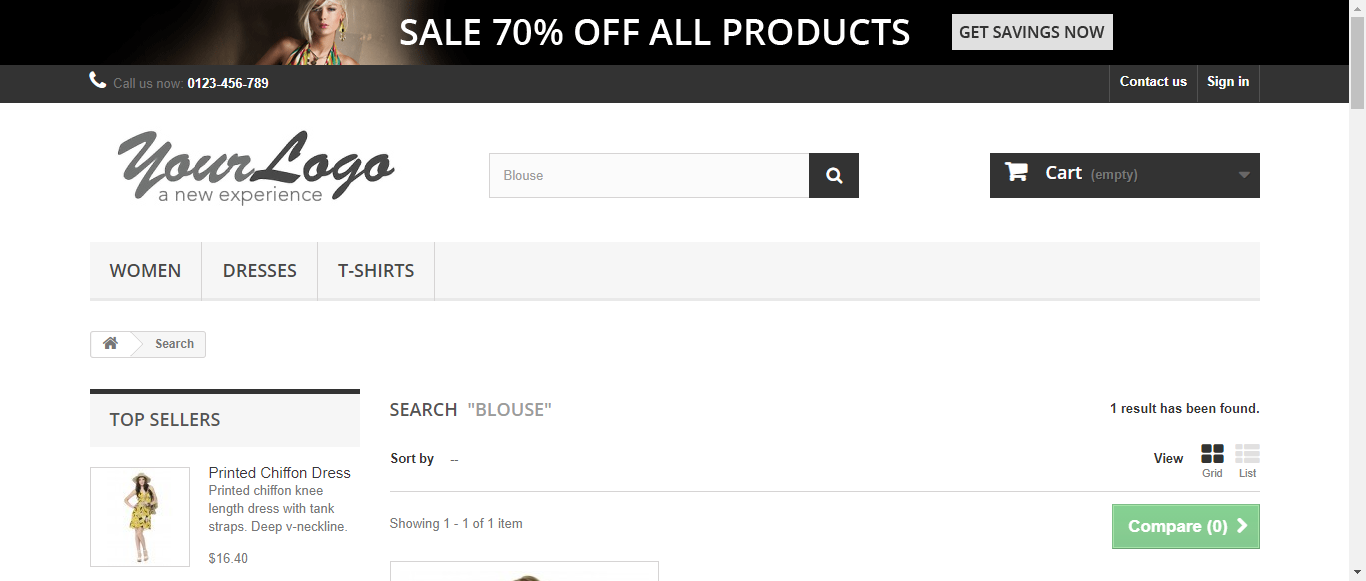 SALE 70% OFF ALL PRODUCTS GET SAVINGS NOW
Call us now: 0123-456-789 Contact us Sign in
YourLogo
a new experience
Blouse
Cart (empty)
WOMEN DRESSES T-SHIRTS
Search
TOP SELLERS
Printed Chiffon Dress
Printed chiffon knee
length dress with tank
straps. Deep v-neckline.
$16.40
SEARCH "BLOUSE" 1 result has been found.
Sort by -- View Grid List
Showing 1 - 1 of 1 item Compare (0)